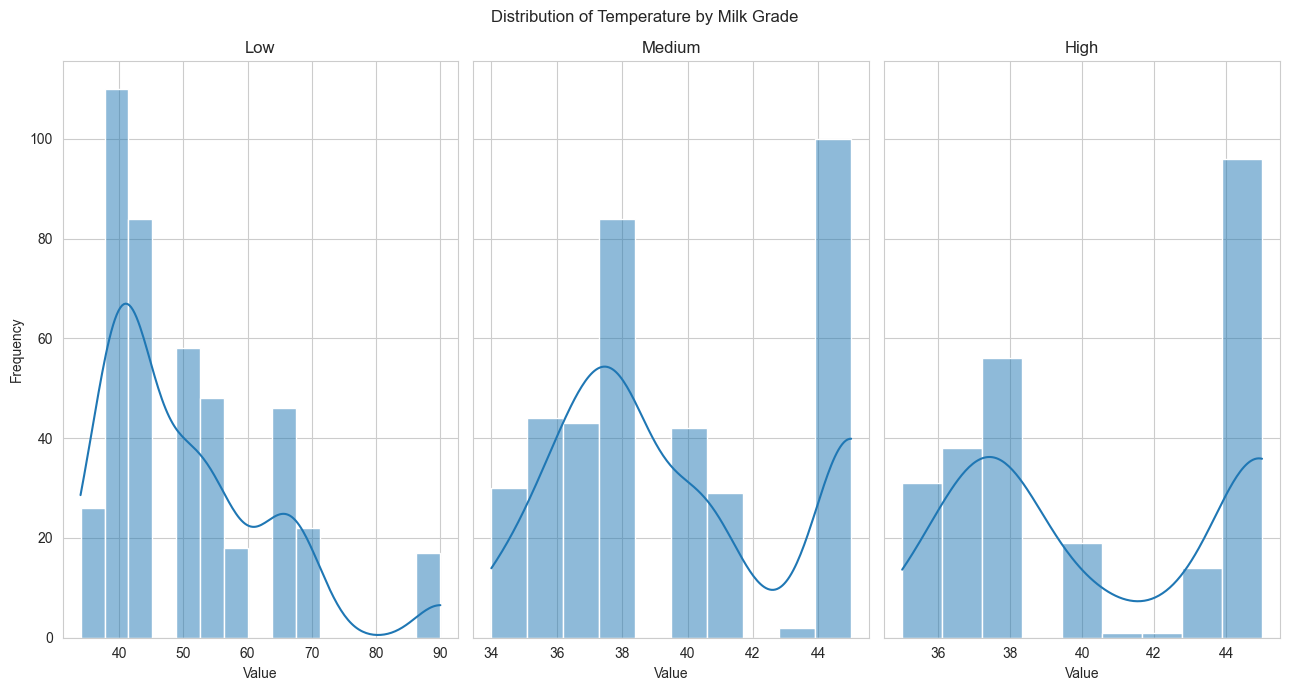 Distribution of Temperature by Milk Grade
Low Medium High
Frequency
100
80
60
40
20
0
40 50 60 70 80 90
34 36 38 40 42 44
36 38 40 42 44
Value Value Value